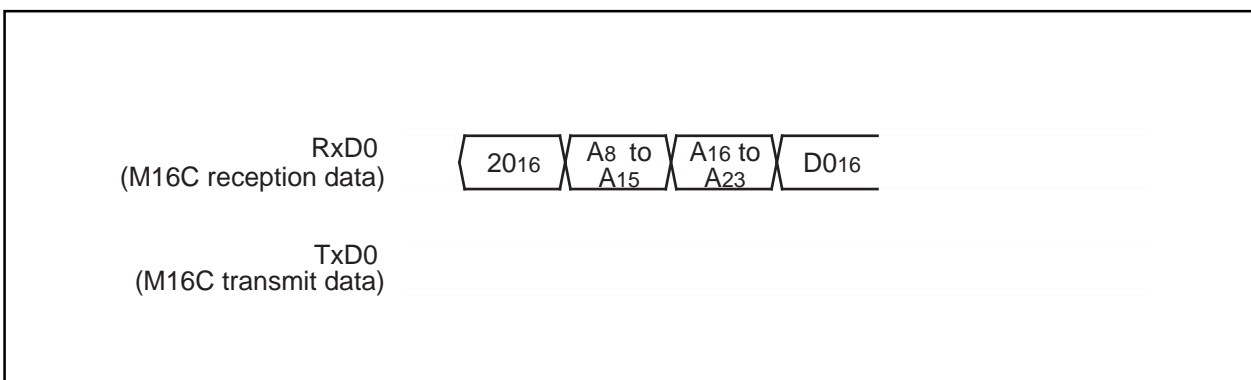 RxD0
(M16C reception data)
2016
A8 to
A15
A16 to
A23
D016
TxD0
(M16C transmit data)